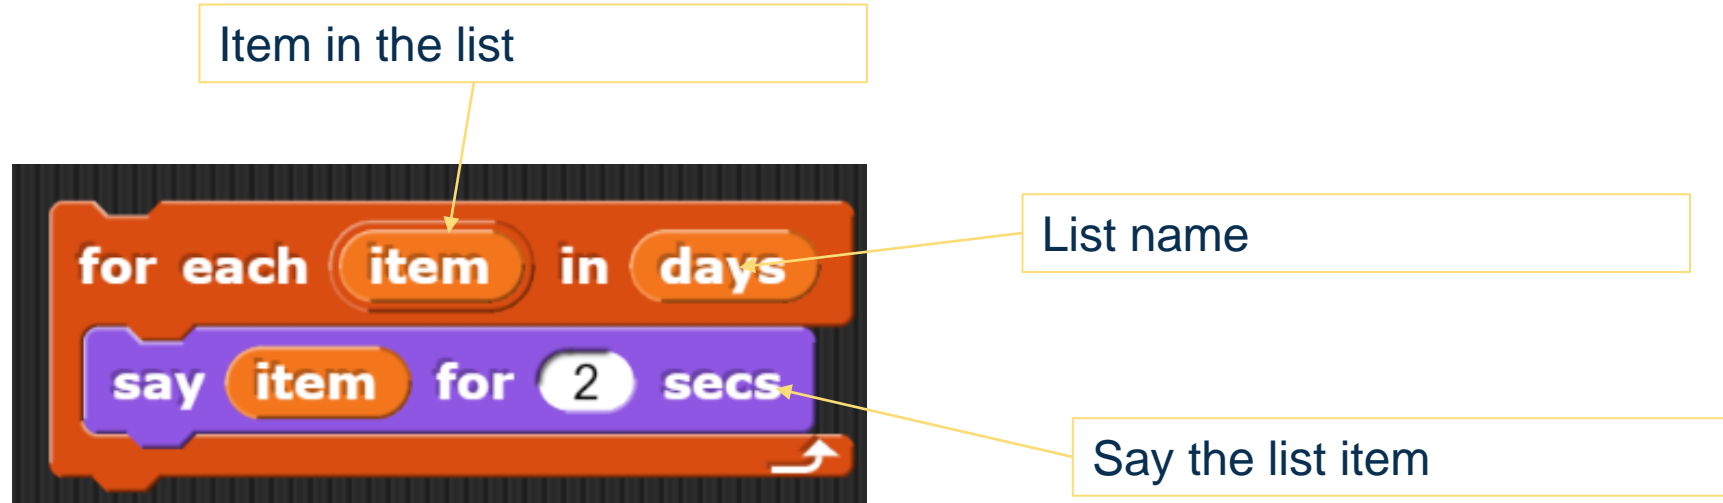 Item in the list
for each item in days
List name
say item for 2 secs
Say the list item